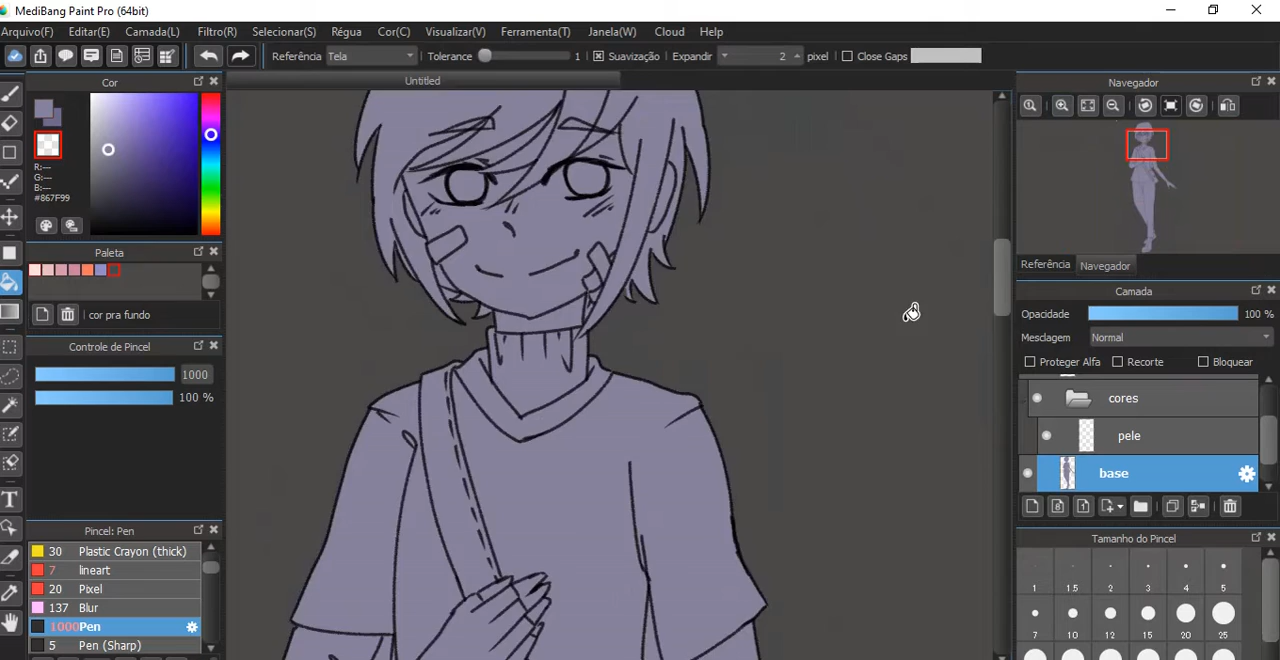 MediBang Paint Pro (64bit)
Arquivo(F) Editar(E) Camada(L) Filtro(R) Selecionar(S) Régua Cor(C) Visualizar(V) Ferramenta(T) Janela(W) Cloud Help
Referência Tela Tolerance 1 Suavização Expandir 2 pixel Close Gaps
Cor
Untitled
Navegador
R:---
G:---
B:---
#867F99
Paleta
cor pra fundo
Referência Navegador
Camada
Opacidade 100 %
Mesclagem Normal
Proteger Alfa Recorte Bloquear
cores
pele
base
Controle de Pincel
1000
100 %
Pincel: Pen
30 Plastic Crayon (thick)
7 lineart
20 Pixel
137 Blur
1000 Pen
5 Pen (Sharp)
Tamanho do Pincel
1 1.5 2 3 4 5
7 10 12 15 20 25